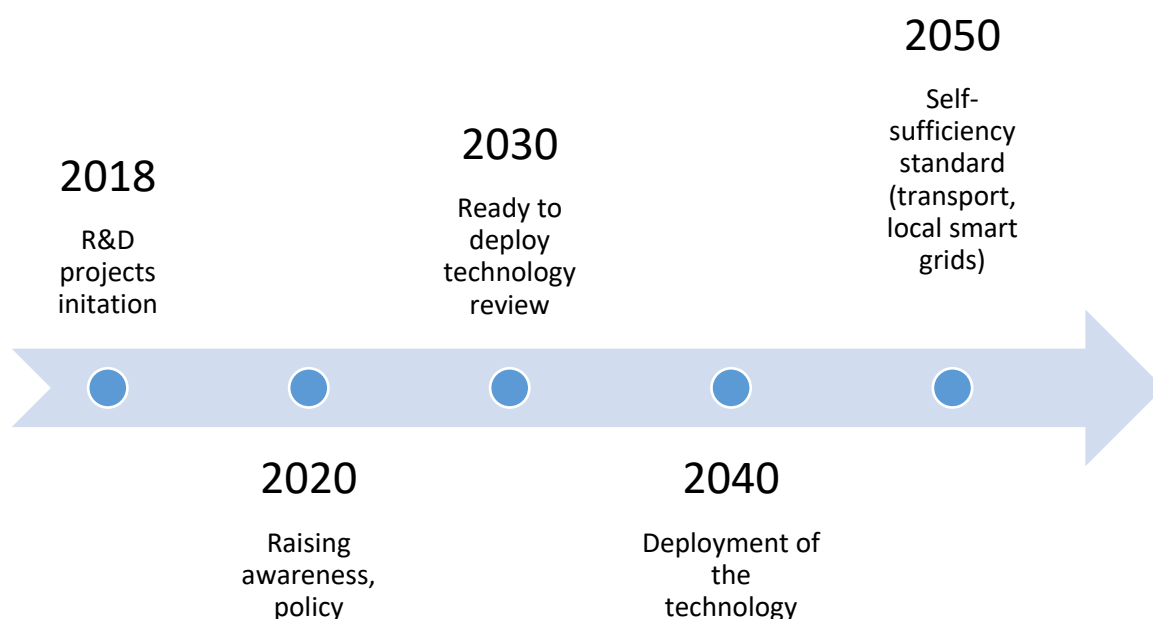 2018
R&D
projects
initation
2020
Raising
awareness,
policy
2030
Ready to
deploy
technology
review
2040
Deployment of
the
technology
2050
Self-
sufficiency
standard
(transport,
local smart
grids)